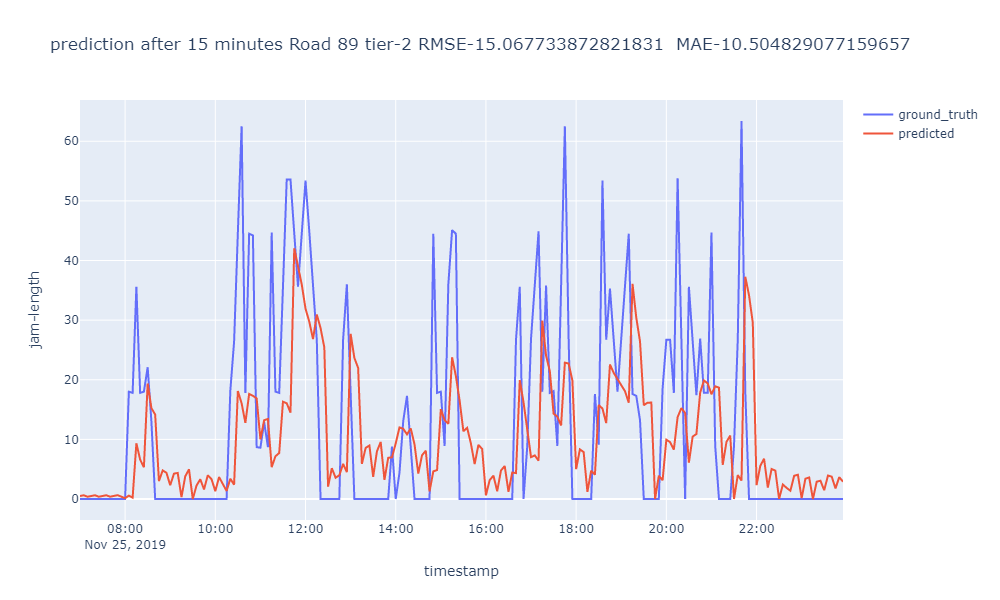 prediction after 15 minutes Road 89 tier-2 RMSE-15.067733872821831 MAE-10.504829077159657
ground_truth
predicted
60
50
40
30
20
10
0
jam-length
08:00 10:00 12:00 14:00 16:00 18:00 20:00 22:00
Nov 25, 2019
timestamp